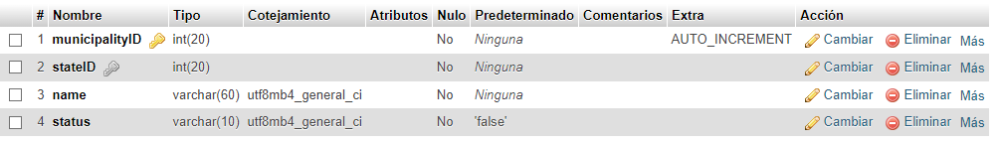 # Nombre Tipo Cotejamiento Atributos Nulo Predeterminado Comentarios Extra Acción
1 municipalityID int(20) No Ninguna AUTO_INCREMENT Cambiar Eliminar Más
2 stateID int(20) No Ninguna Cambiar Eliminar Más
3 name varchar(60) utf8mb4_general_ci No Ninguna Cambiar Eliminar Más
4 status varchar(10) utf8mb4_general_ci No 'false' Cambiar Eliminar Más